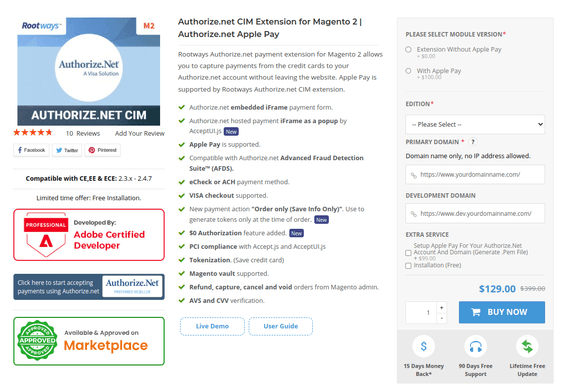 Rootways™
M2
Authorize.Net
A Visa Solution
AUTHORIZE.NET CIM
10 Reviews Add Your Review
Facebook Twitter Pinterest
Compatible with CE,EE & ECE: 2.3.x - 2.4.7
Limited time offer: Free Installation.
PROFESSIONAL
Developed By:
Adobe Certified
Developer
Click here to start accepting
payments using Authorize.net
Authorize.Net
PREFERRED RESELLER
APPROVED
APPROVED
APPROVED
Available & Approved on
Marketplace
Authorize.net CIM Extension for Magento 2 |
Authorize.net Apple Pay
Rootways Authorize.net payment extension for Magento 2 allows
you to capture payments from the credit cards to your
Authorize.net account without leaving the website. Apple Pay is
supported by Rootways Authorize.net CIM extension.
Authorize.net embedded iFrame payment form.
Authorize.net hosted payment iFrame as a popup by
AcceptUI.js New
Apple Pay is supported.
Compatible with Authorize.net Advanced Fraud Detection
Suite™ (AFDS).
eCheck or ACH payment method.
VISA checkout supported.
New payment action "Order only (Save Info Only)". Use to
generate tokens only at the time of order. New
$0 Authorization feature added. New
PCI compliance with Accept.js and AcceptUI.js
Tokenization. (Save credit card)
Magento vault supported.
Refund, capture, cancel and void orders from Magento admin.
AVS and CVV verification.
Live Demo User Guide
PLEASE SELECT MODULE VERSION*
Extension Without Apple Pay
+ $0.00
With Apple Pay
+ $100.00
EDITION*
-- Please Select --
PRIMARY DOMAIN * ?
Domain name only, no IP address allowed.
https://www.yourdomainname.com/
DEVELOPMENT DOMAIN
https://www.dev.yourdomainname.com/
EXTRA SERVICE
Setup Apple Pay For Your Authorize.Net
Account And Domain (Generate .Pem File)
+ $99.00
Installation (Free)
$129.00 $399.00
1 + -
BUY NOW
15 Days Money
Back*
90 Days Free
Support
Lifetime Free
Update